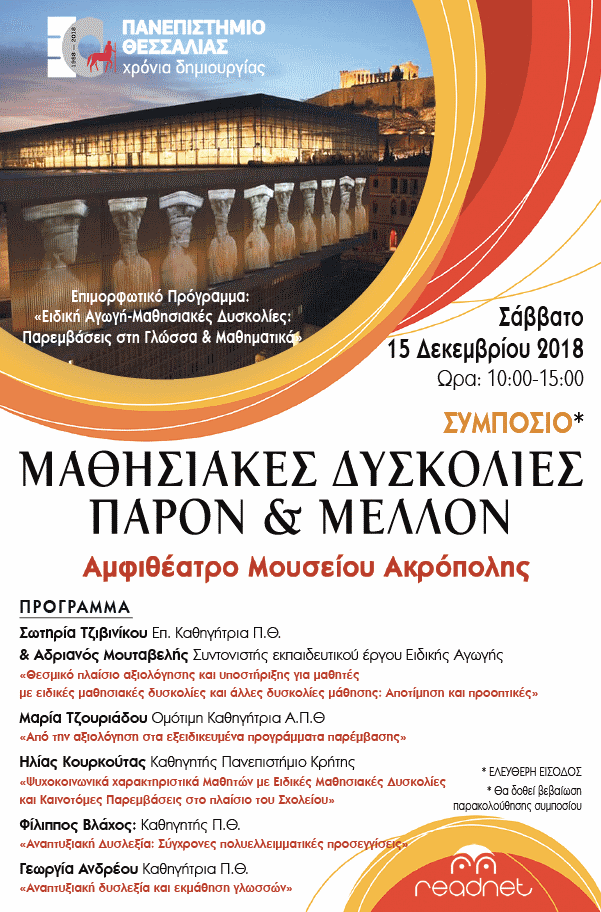 1968 - 2018
ΠΑΝΕΠΙΣΤΗΜΙΟ
ΘΕΣΣΑΛΙΑΣ
χρόνια δημιουργίας
Επιμορφωτικό Πρόγραμμα:
«Ειδική Αγωγή-Μαθησιακές Δυσκολίες:
Παρεμβάσεις στη Γλώσσα & Μαθηματικά»
Σάββατο
15 Δεκεμβρίου 2018
Ωρα: 10:00-15:00
ΣΥΜΠΟΣΙΟ*
ΜΑΘΗΣΙΑΚΕΣ ΔΥΣΚΟΛΙΕΣ
ΠΑΡΟΝ & ΜΕΛΛΟΝ
Αμφιθέατρο Μουσείου Ακρόπολης
ΠΡΟΓΡΑΜΜΑ
Σωτηρία Τζιβινίκου Επ. Καθηγήτρια Π.Θ.
& Αδριανός Μουταβελής Συντονιστής εκπαιδευτικού έργου Ειδικής Αγωγής
«Θεσμικό πλαίσιο αξιολόγησης και υποστήριξης για μαθητές
με ειδικές μαθησιακές δυσκολίες και άλλες δυσκολίες μάθησης: Αποτίμηση και προοπτικές»
Μαρία Τζουριάδου Ομότιμη Καθηγήτρια Α.Π.Θ
«Από την αξιολόγηση στα εξειδικευμένα προγράμματα παρέμβασης»
Ηλίας Κουρκούτας Καθηγητής Πανεπιστήμιο Κρήτης
«Ψυχοκοινωνικά χαρακτηριστικά Μαθητών με Ειδικές Μαθησιακές Δυσκολίες
και Καινοτόμες Παρεμβάσεις στο πλαίσιο του Σχολείου»
Φίλιππος Βλάχος: Καθηγητής Π.Θ.
«Αναπτυξιακή Δυσλεξία: Σύγχρονες πολυελλειμματικές προσεγγίσεις»
Γεωργία Ανδρέου Καθηγήτρια Π.Θ.
«Αναπτυξιακή δυσλεξία και εκμάθηση γλωσσών»
* ΕΛΕΥΘΕΡΗ ΕΙΣΟΔΟΣ
* Θα δοθεί βεβαίωση
παρακολούθησης συμποσίου
readnet